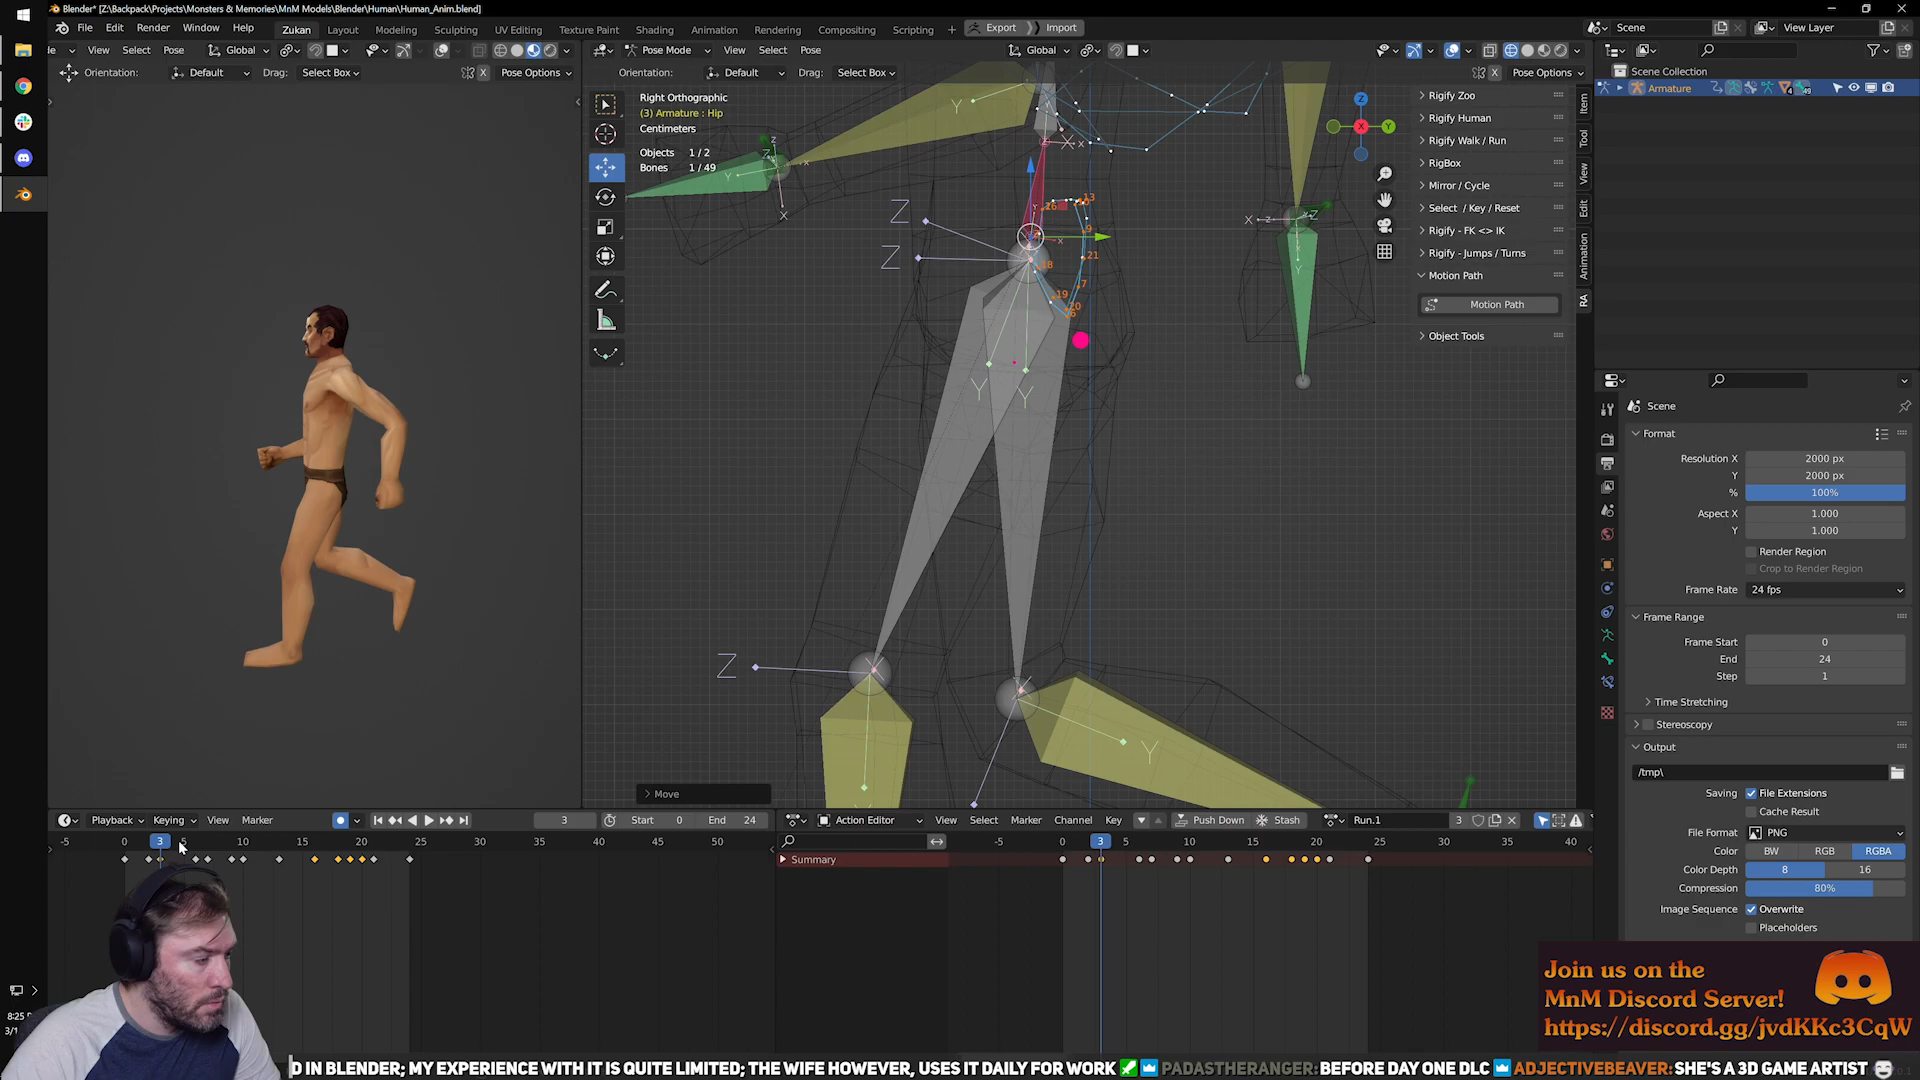 Blender* [Z:\Backpack\Projects\Monsters & Memories\MnM Models\Blender\Human\Human_Anim.blend]
File Edit Render Window Help Zukan Layout Modeling Sculpting UV Editing Texture Paint Shading Animation Rendering Compositing Scripting + Export Import Scene View Layer
View Select Pose Global Pose Mode View Select Pose Global
Orientation: Default Drag: Select Box X Pose Options Orientation: Default Drag: Select Box X Pose Options
Scene Collection
Armature
Right Orthographic
(3) Armature : Hip
Centimeters
Objects 1 / 2
Bones 1 / 49
Rigify Zoo
Rigify Human
Rigify Walk / Run
RigBox
Mirror / Cycle
Select / Key / Reset
Rigify - FK <> IK
Rigify - Jumps / Turns
Motion Path
Motion Path
Object Tools
Item
Tool
View
Edit
Animation
RA
Scene
Format
Resolution X 2000 px
Y 2000 px
% 100%
Aspect X 1.000
Y 1.000
Render Region
Crop to Render Region
Frame Rate 24 fps
Frame Range
Frame Start 0
End 24
Step 1
Time Stretching
Stereoscopy
Output
/tmp\
Saving File Extensions
Cache Result
File Format PNG
Color BW RGB RGBA
Color Depth 8 16
Compression 80%
Image Sequence Overwrite
Placeholders
Move
Playback Keying View Marker 3 Start 0 End 24
Action Editor View Select Marker Channel Key Push Down Stash Run.1 3
-5 0 3 5 10 15 20 25 30 35 40 45 50
-5 0 3 5 10 15 20 25 30 35 40
Summary
Join us on the
MnM Discord Server!
https://discord.gg/jvdKKc3CqW
D IN BLENDER; MY EXPERIENCE WITH IT IS QUITE LIMITED; THE WIFE HOWEVER, USES IT DAILY FOR WORK PADASTHERANGER: BEFORE DAY ONE DLC ADJECTIVEBEAVER: SHE'S A 3D GAME ARTIST